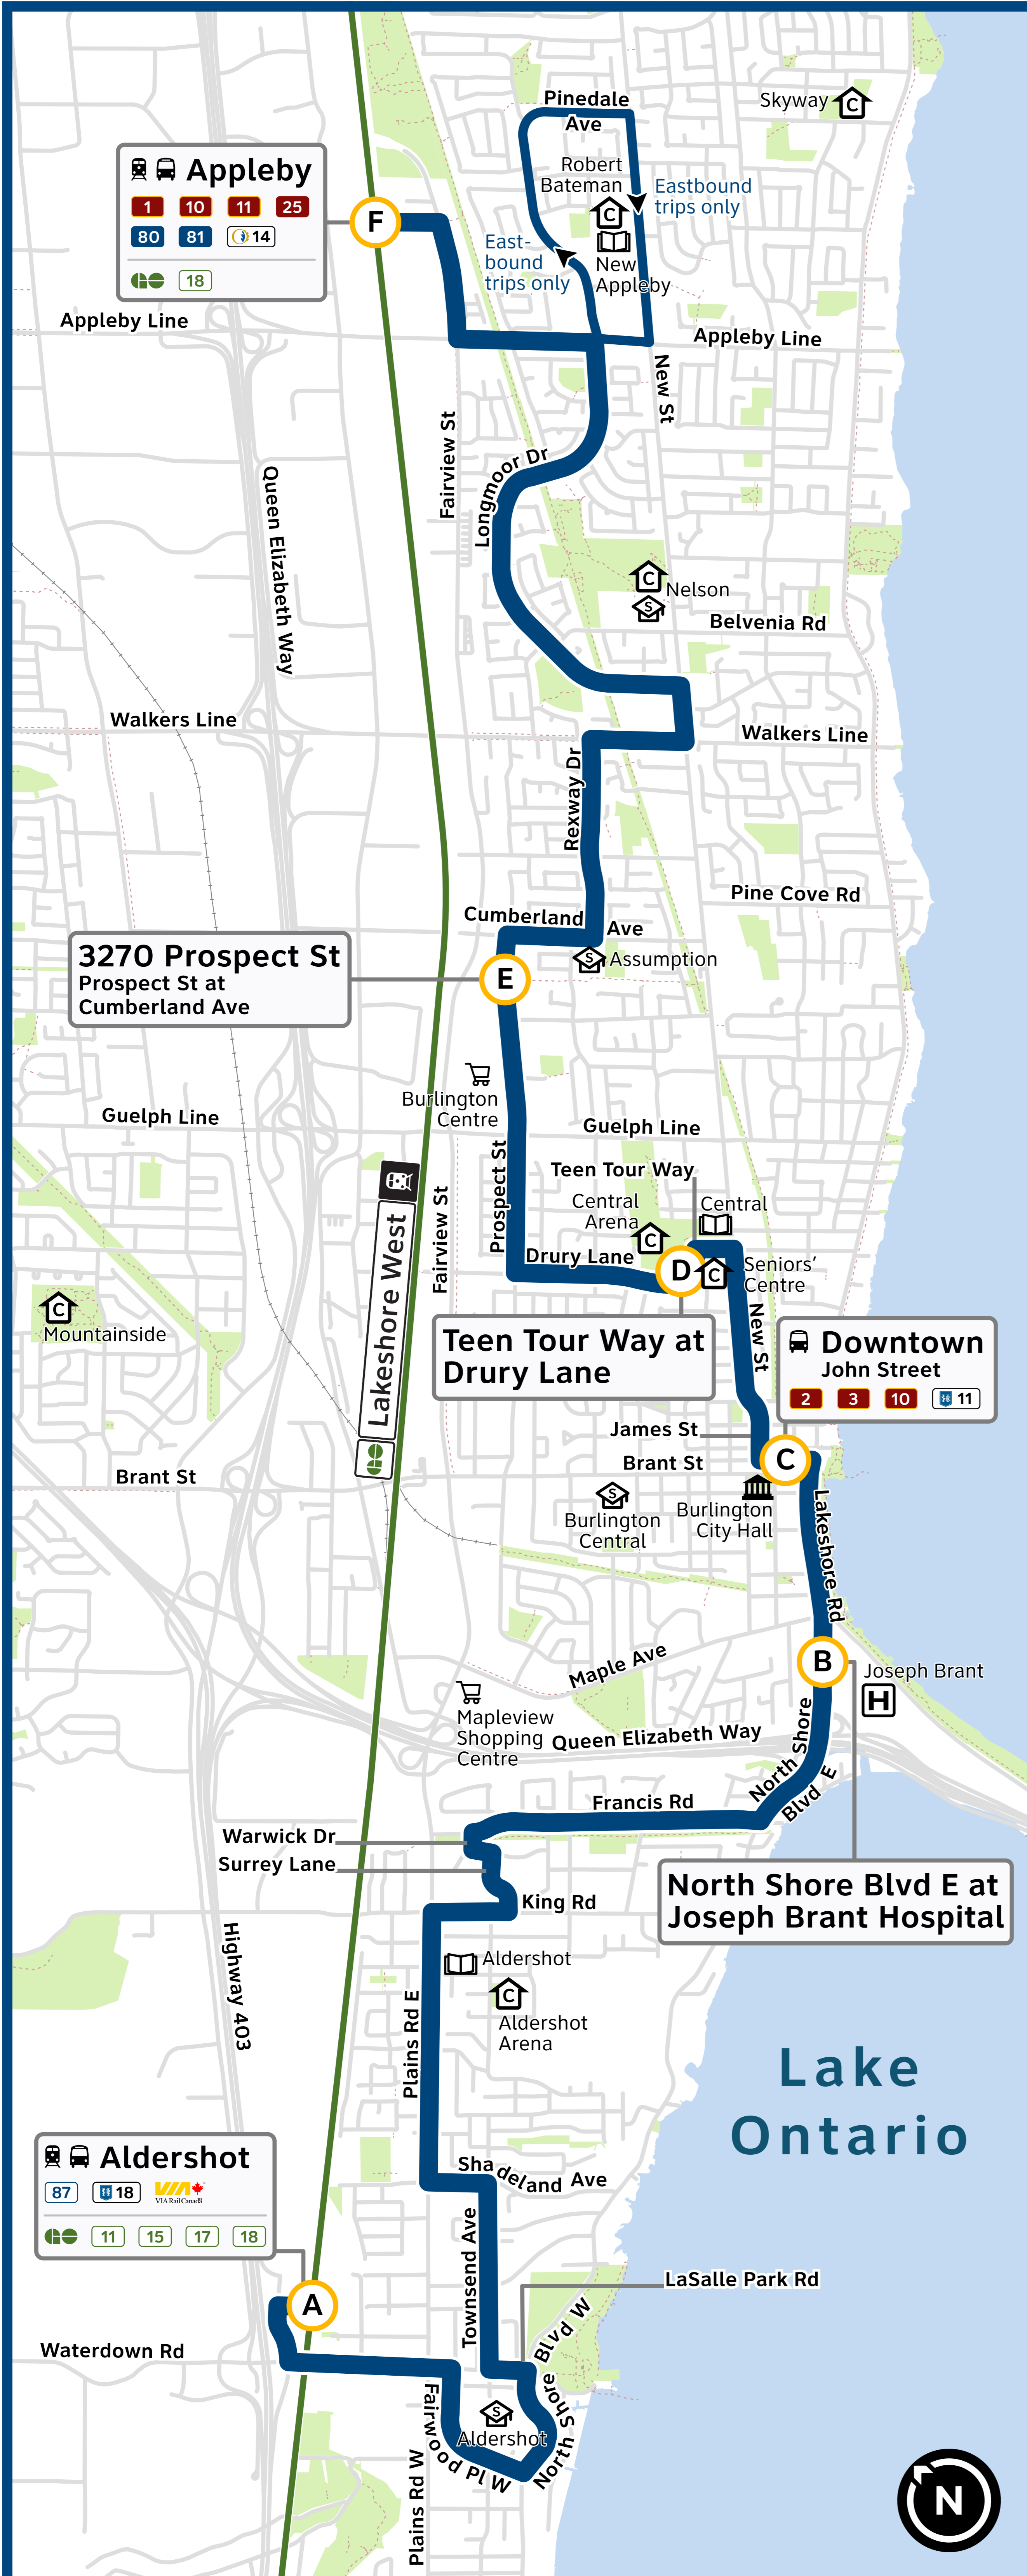 Pinedale
Ave
Skyway
C
Robert
Bateman
C
Eastbound
trips only
East-
bound
trips only
New
Appleby
Appleby
1 10 11 25
80 81 14
18
F
Appleby Line
Appleby Line
New St
Fairview St
Longmoor Dr
Queen Elizabeth Way
C
Nelson
S
Belvenia Rd
Walkers Line
Walkers Line
Rexway Dr
Pine Cove Rd
Cumberland
Ave
S
Assumption
3270 Prospect St
Prospect St at
Cumberland Ave
E
Burlington
Centre
Guelph Line
Guelph Line
Prospect St
Teen Tour Way
Central
Arena
C
Central
Fairview St
Lakeshore West
Drury Lane
D
C
Seniors’
Centre
C
Mountainside
Teen Tour Way at
Drury Lane
New St
Downtown
John Street
2 3 10 11
James St
Brant St
C
Brant St
S
Burlington
Central
Burlington
City Hall
Lakeshore Rd
B
Joseph Brant
H
Maple Ave
Mapleview
Shopping
Centre
Queen Elizabeth Way
North Shore
Blvd E
Francis Rd
Warwick Dr
Surrey Lane
North Shore Blvd E at
Joseph Brant Hospital
King Rd
Highway 403
Aldershot
C
Aldershot
Arena
Plains Rd E
Lake
Ontario
Aldershot
87 18 VIA
VIA Rail Canada
11 15 17 18
Shadeland Ave
Townsend Ave
LaSalle Park Rd
A
Waterdown Rd
North Shore
Blvd W
S
Aldershot
Fairwood Pl W
Plains Rd W
N